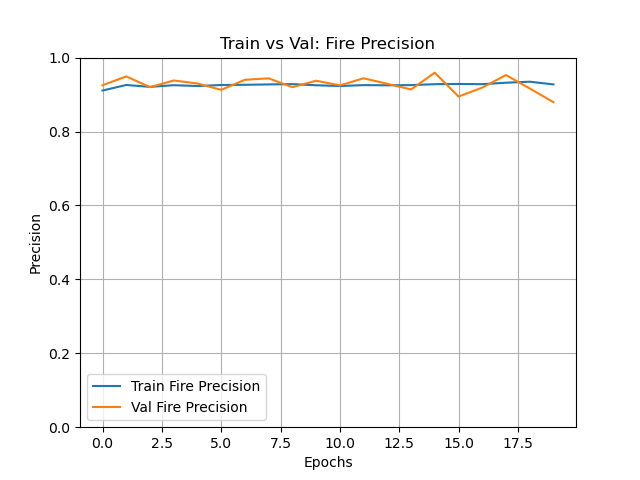 Train vs Val: Fire Precision
1.0
0.8
0.6
0.4
0.2
0.0
Precision
Train Fire Precision
Val Fire Precision
0.0 2.5 5.0 7.5 10.0 12.5 15.0 17.5
Epochs